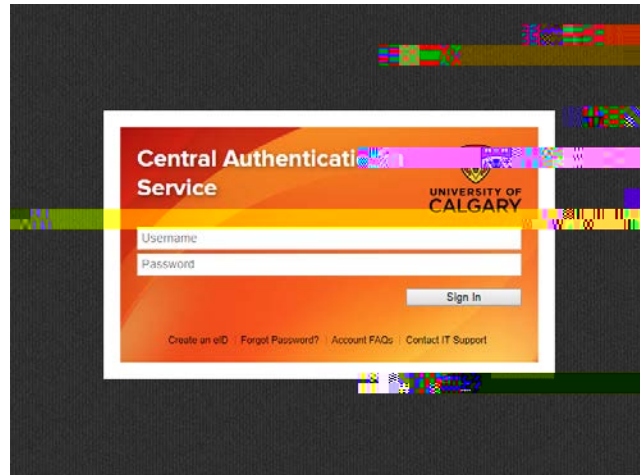 Central Authentication
Service
UNIVERSITY OF
CALGARY
Username
Password
Sign In
Create an eID | Forgot Password? | Account FAQs | Contact IT Support